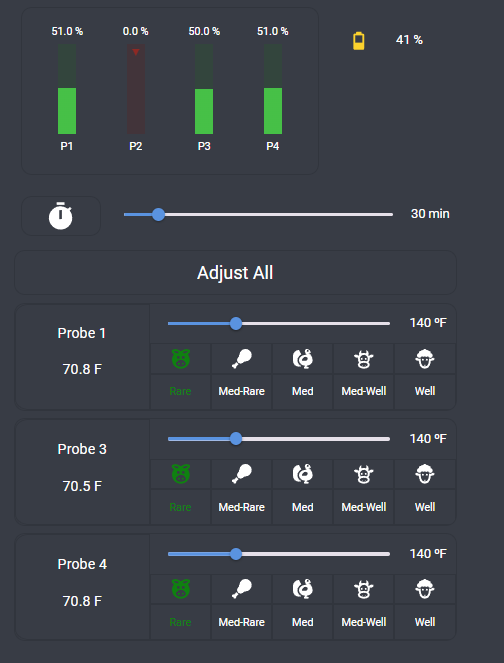 51.0 % 0.0 % 50.0 % 51.0 %
41 %
P1 P2 P3 P4
30 min
Adjust All
140 ºF
Probe 1
70.8 F
Rare Med-Rare Med Med-Well Well
140 ºF
Probe 3
70.5 F
Rare Med-Rare Med Med-Well Well
140 ºF
Probe 4
70.8 F
Rare Med-Rare Med Med-Well Well